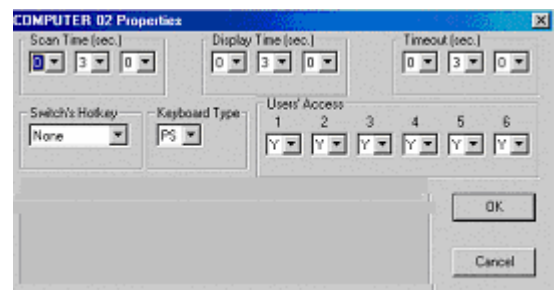 COMPUTER 02 Properties
Scan Time (sec.) Display Time (sec.) Timeout (sec.)
0 3 0 0 3 0 0 3 0
Switch's Hotkey Keyboard Type Users' Access
1 2 3 4 5 6
None PS Y Y Y Y Y Y
OK
Cancel